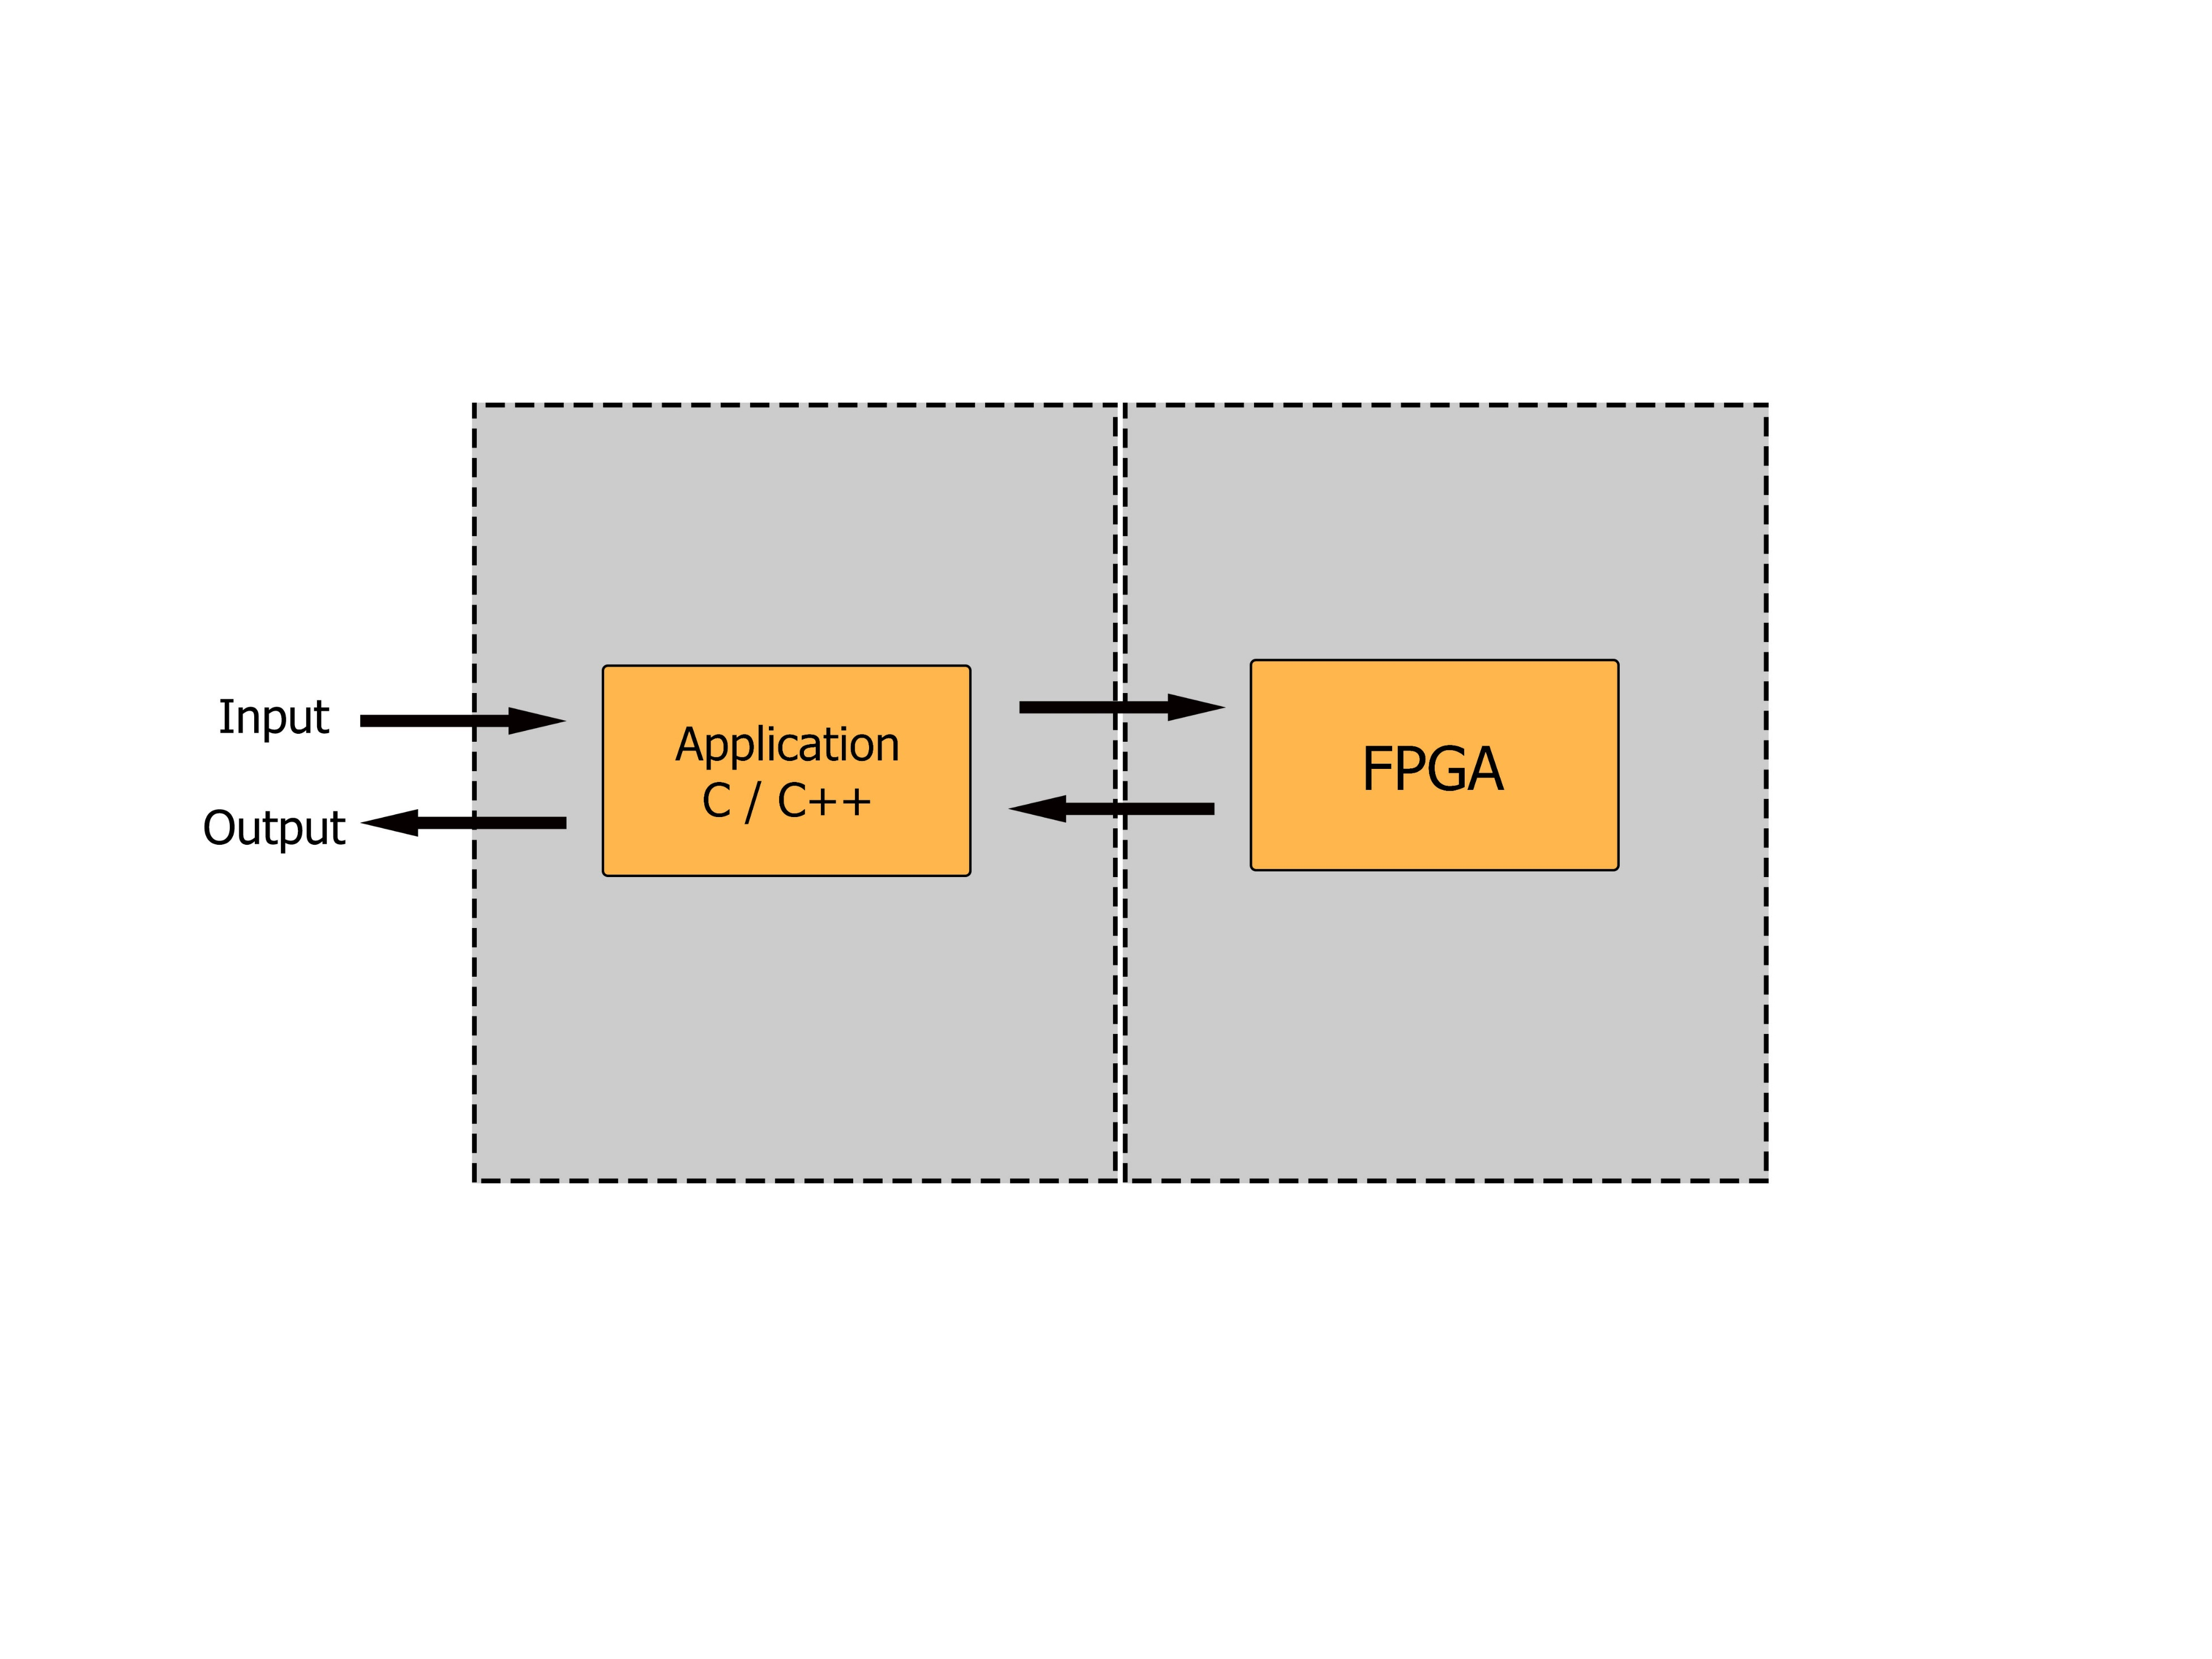 Input
Output
Application
C / C++
FPGA